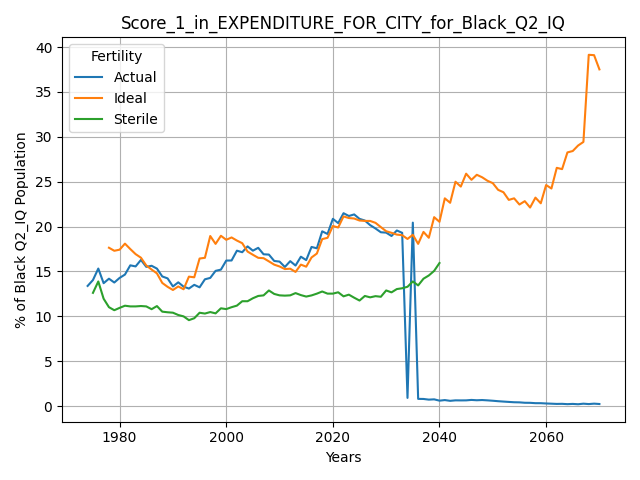 Score_1_in_EXPENDITURE_FOR_CITY_for_Black_Q2_IQ
Fertility
Actual
Ideal
Sterile
% of Black Q2_IQ Population
40
35
30
25
20
15
10
5
0
1980 2000 2020 2040 2060
Years